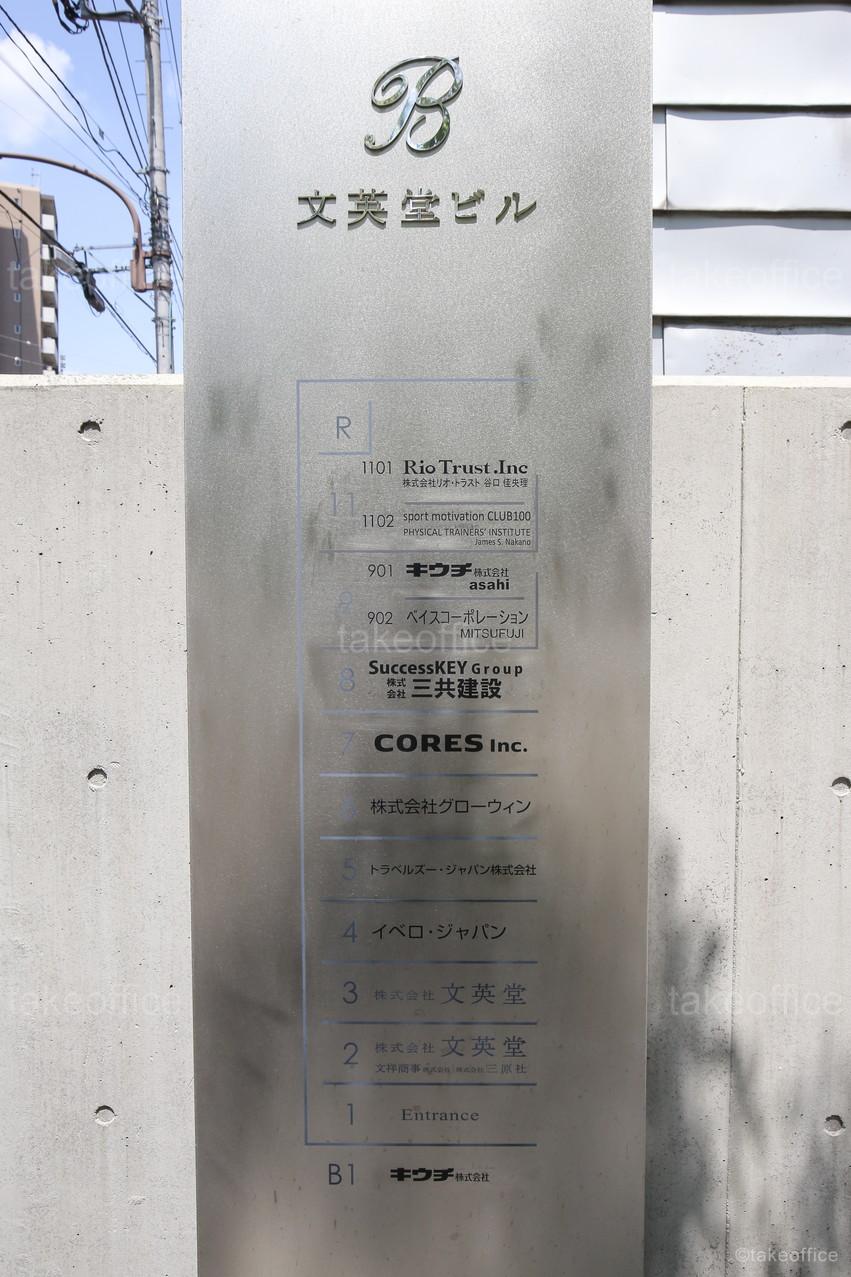 B
文英堂ビル
takeoffice
takeoffice
R
1101 Rio Trust.Inc
株式会社リオ・トラスト 谷口 佳央理
11
1102 sport motivation CLUB100
PHYSICAL TRAINERS' INSTITUTE
James S. Nakano
901 キウチ 株式会社
asahi
9
902 ベイスコーポレーション
MITSUFUJI
takeoffice
SuccessKEY Group
8 株式会社 三共建設
7 CORES Inc.
6 株式会社グローウィン
5 トラベルズー・ジャパン株式会社
4 イベロ・ジャパン
3 株式会社 文英堂
takeoffice
takeoffice
2 株式会社 文英堂
文祥商事株式会社 株式会社三原社
1 Entrance
B1 キウチ株式会社
©takeoffice